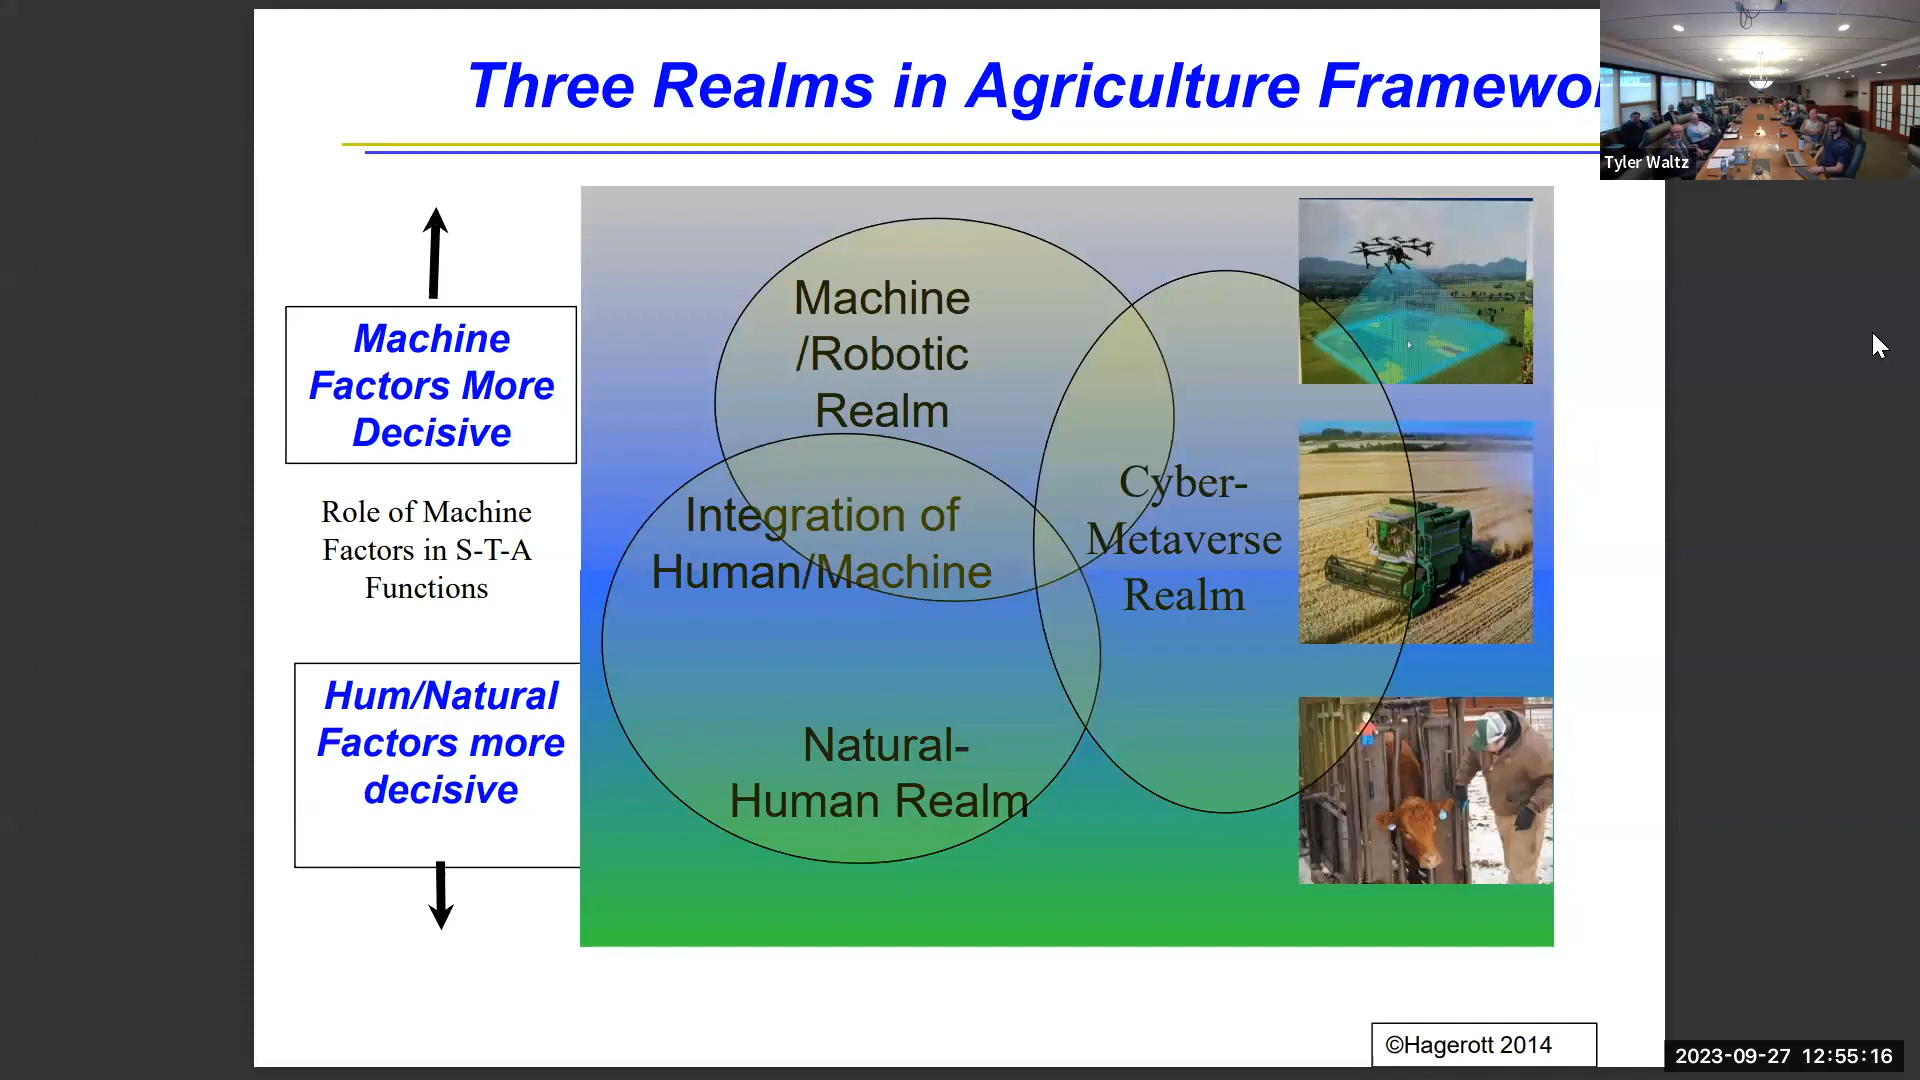 Three Realms in Agriculture Framewo
Tyler Waltz
Machine
Factors More
Decisive
Role of Machine
Factors in S-T-A
Functions
Hum/Natural
Factors more
decisive
Machine
/Robotic
Realm
Integration of
Human/Machine
Natural-
Human Realm
Cyber-
Metaverse
Realm
©Hagerott 2014
2023-09-27 12:55:16